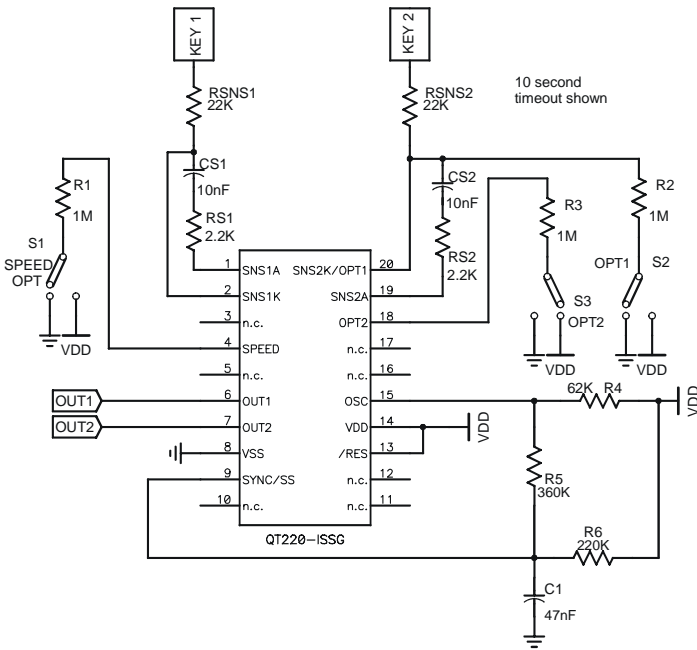 KEY 1
KEY 2
RSNS1
22K
RSNS2
22K
10 second
timeout shown
CS1
10nF
CS2
10nF
R1
1M
R3
1M
R2
1M
RS1
2.2K
RS2
2.2K
S1
SPEED
OPT
VDD
OPT1
S2
S3
OPT2
VDD
VDD
1 SNS1A
2 SNS1K
3 n.c.
4 SPEED
5 n.c.
6 OUT1
7 OUT2
8 VSS
9 SYNC/SS
10 n.c.
SNS2K/OPT1 20
SNS2A 19
OPT2 18
n.c. 17
n.c. 16
OSC 15
VDD 14
/RES 13
n.c. 12
n.c. 11
OUT1
OUT2
QT220-ISSG
62K R4
VDD
VDD
R5
360K
R6
220K
C1
47nF